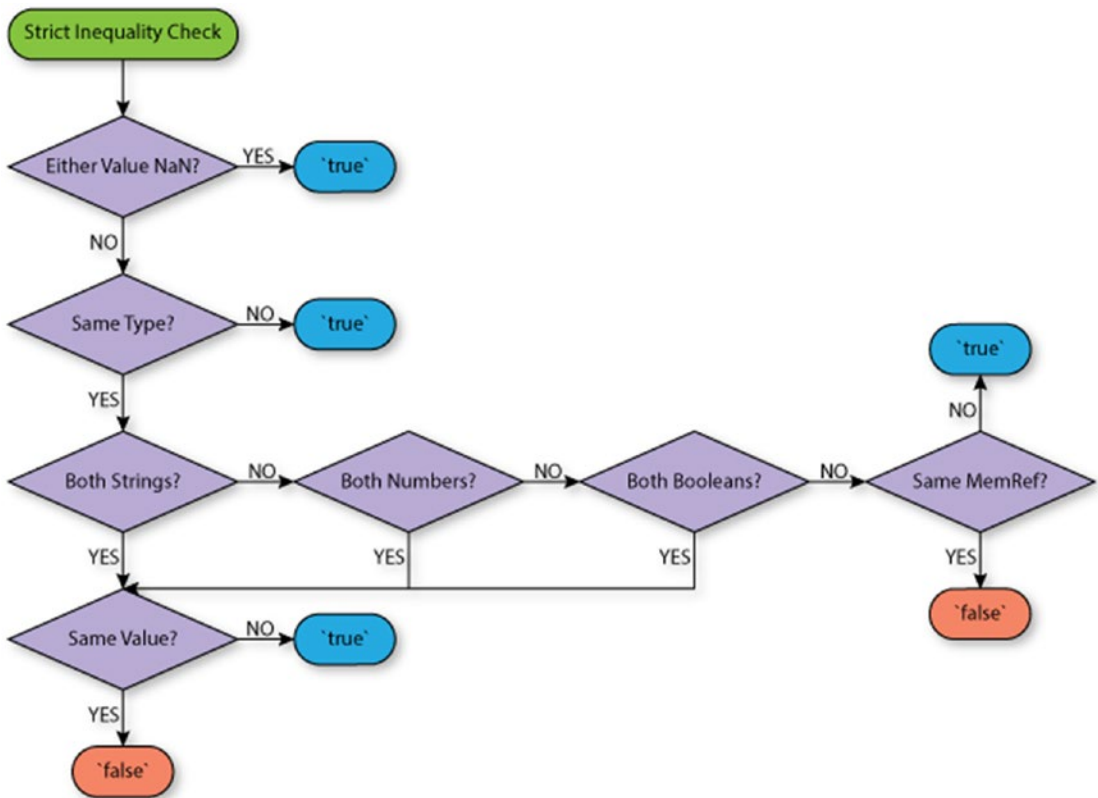 Strict Inequality Check
Either Value NaN?
YES
`true`
NO
Same Type?
NO
`true`
YES
`true`
NO
Both Strings?
NO
Both Numbers?
NO
Both Booleans?
NO
Same MemRef?
YES
YES
YES
YES
`false`
Same Value?
NO
`true`
YES
`false`